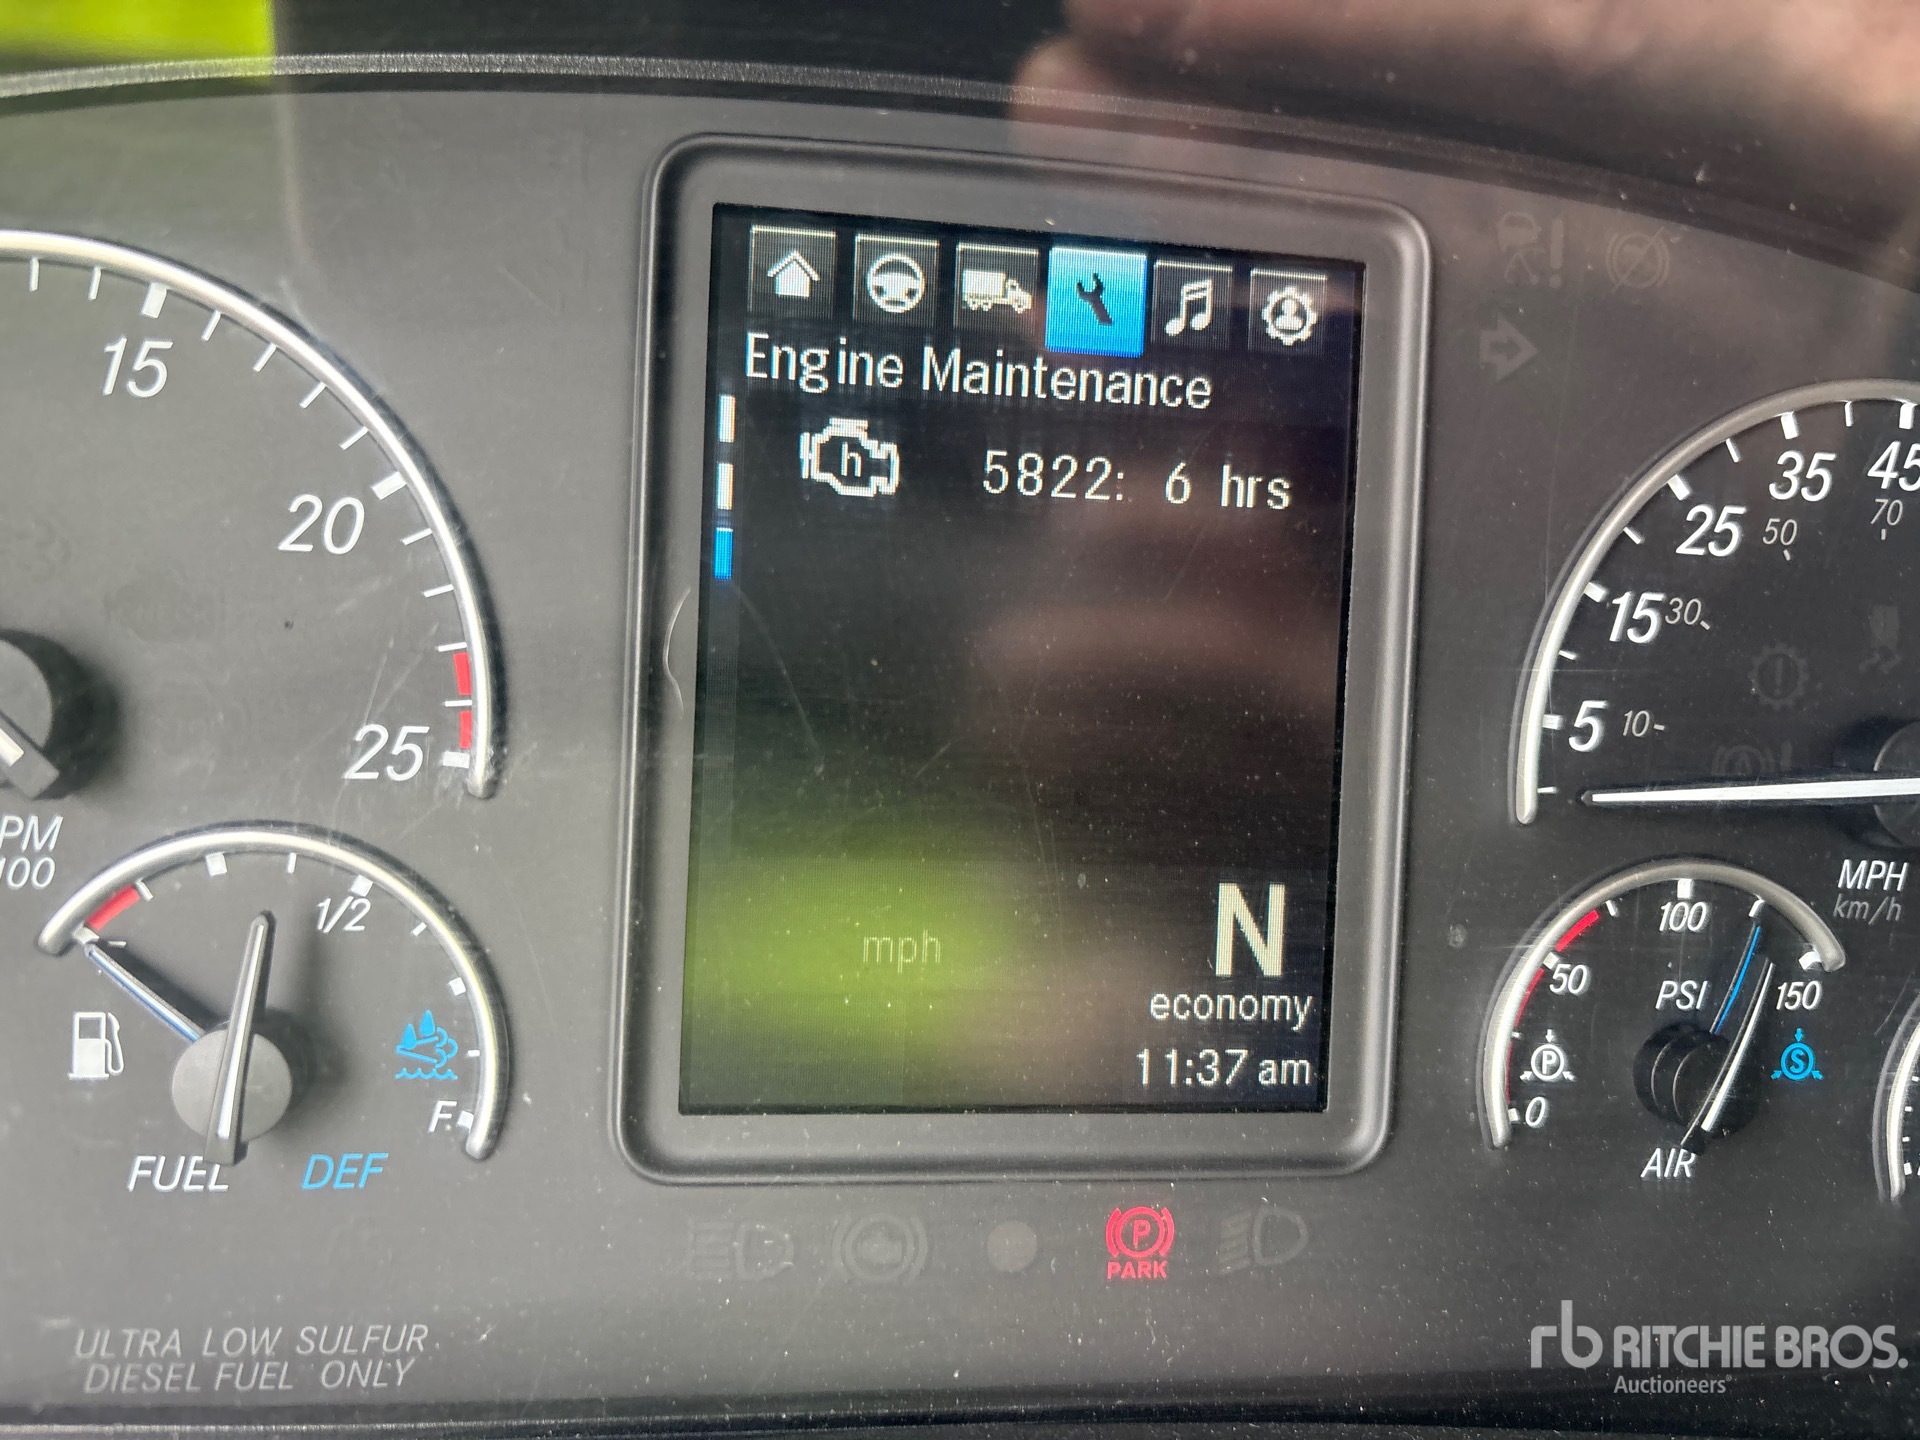 15
20
25
PM
100
Engine Maintenance
h
5822: 6 hrs
mph
N
economy
11:37 am
1/2
F
FUEL
DEF
5
10
15
30
25
50
35
45
70
MPH
km/h
0
50
100
150
PSI
AIR
P
S
P
PARK
ULTRA LOW SULFUR
DIESEL FUEL ONLY
rb RITCHIE BROS.
Auctioneers